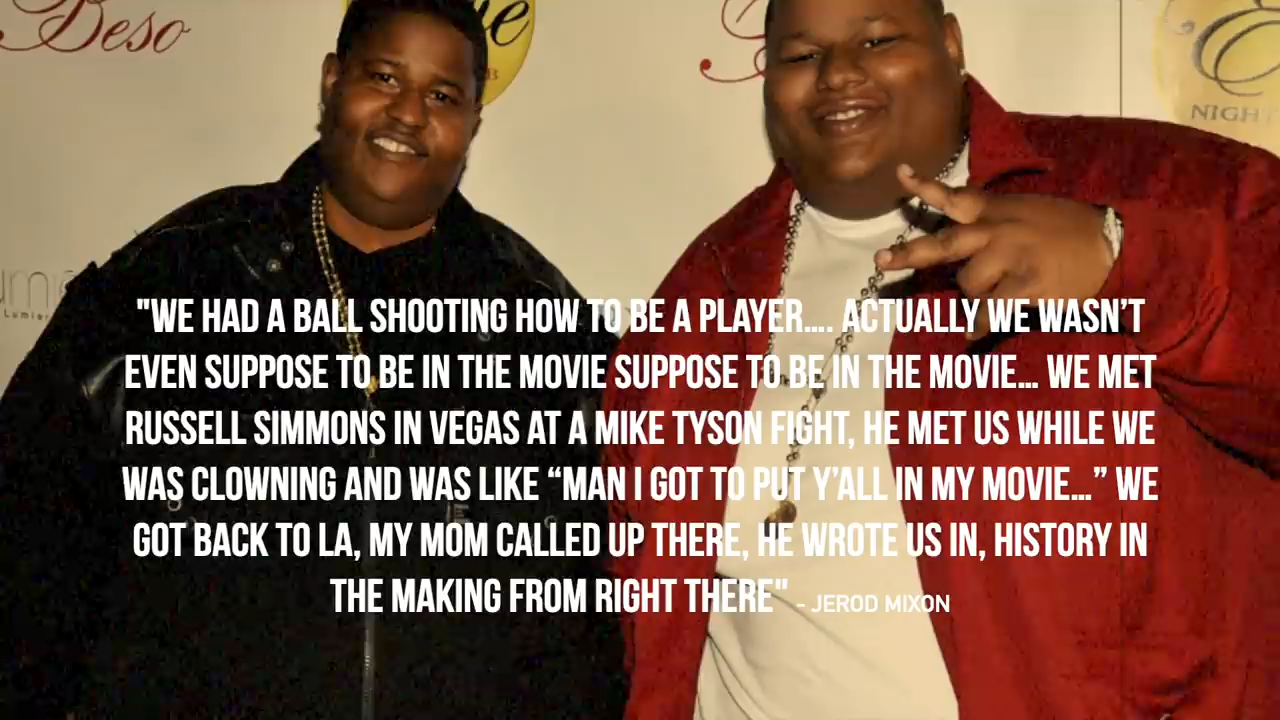 Beso
NIGH
"WE HAD A BALL SHOOTING HOW TO BE A PLAYER.... ACTUALLY WE WASN’T
EVEN SUPPOSE TO BE IN THE MOVIE SUPPOSE TO BE IN THE MOVIE... WE MET
RUSSELL SIMMONS IN VEGAS AT A MIKE TYSON FIGHT, HE MET US WHILE WE
WAS CLOWNING AND WAS LIKE “MAN I GOT TO PUT Y’ALL IN MY MOVIE...” WE
GOT BACK TO LA, MY MOM CALLED UP THERE, HE WROTE US IN, HISTORY IN
THE MAKING FROM RIGHT THERE" - JEROD MIXON